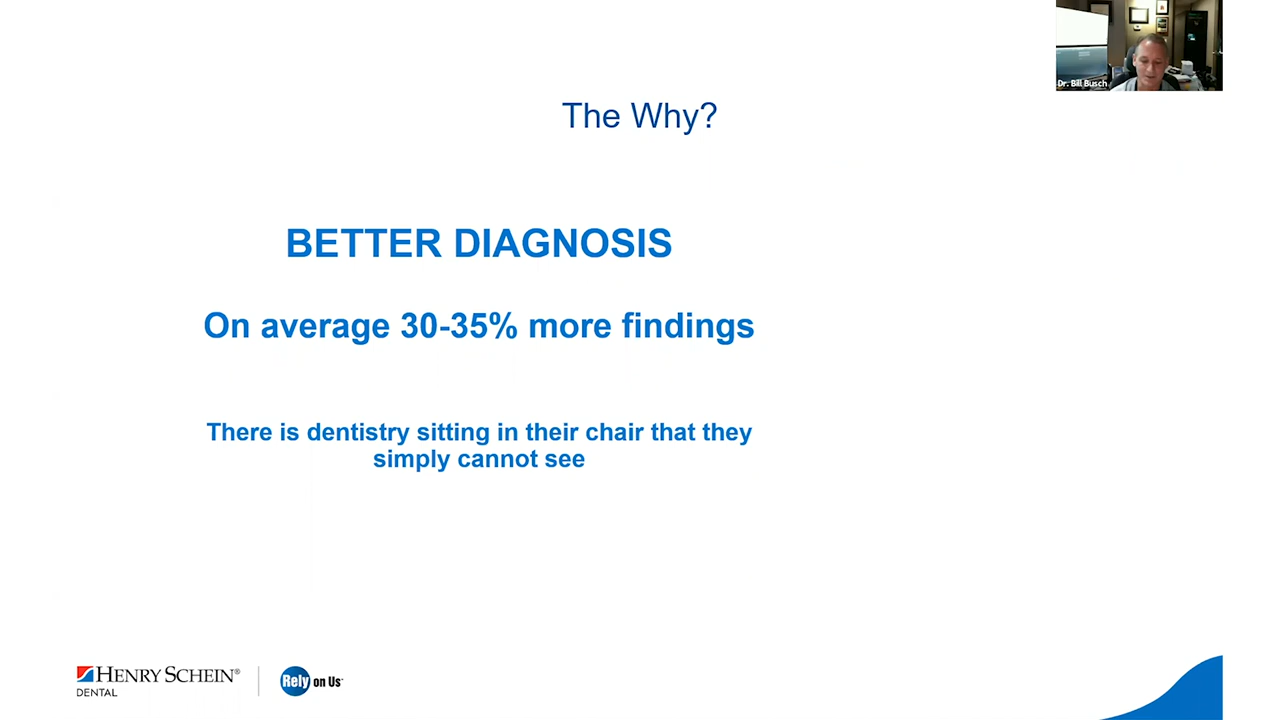 Dr. Bill Busch
The Why?
BETTER DIAGNOSIS
On average 30-35% more findings
There is dentistry sitting in their chair that they
simply cannot see
HENRY SCHEIN®
DENTAL
Rely on Us